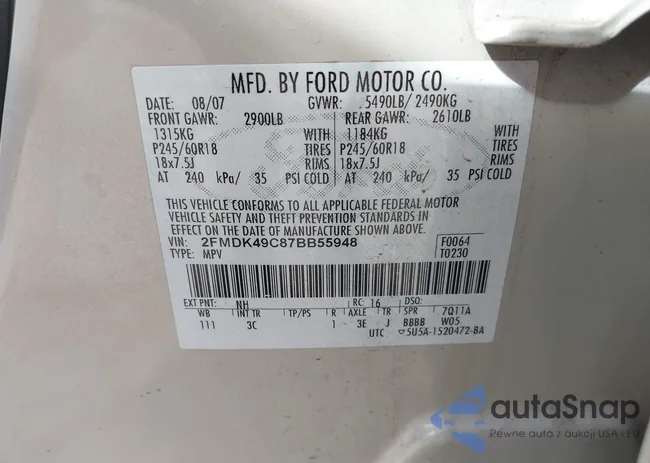 MFD. BY FORD MOTOR CO.
DATE: 08/07 GVWR: 5490LB/ 2490KG
FRONT GAWR: 2900LB REAR GAWR: 2610LB
1315KG WITH 1184KG WITH
P245/60R18 TIRES P245/60R18 TIRES
18x7.5J RIMS 18x7.5J RIMS
AT 240 kPa/ 35 PSI COLD AT 240 kPa/ 35 PSI COLD
THIS VEHICLE CONFORMS TO ALL APPLICABLE FEDERAL MOTOR
VEHICLE SAFETY AND THEFT PREVENTION STANDARDS IN
EFFECT ON THE DATE OF MANUFACTURE SHOWN ABOVE.
VIN: 2FMDK49C87BB55948 F0064
TYPE: MPV T0230
EXT PNT: NH RC: 16 DSO:
WB INT TR TP/PS R AXLE TR SPR 7Q11A
111 3C 1 3E J BBBB W05
UTC 5U5A-1520472-BA
autaSnap
Pewne auta z aukcji USA - EU